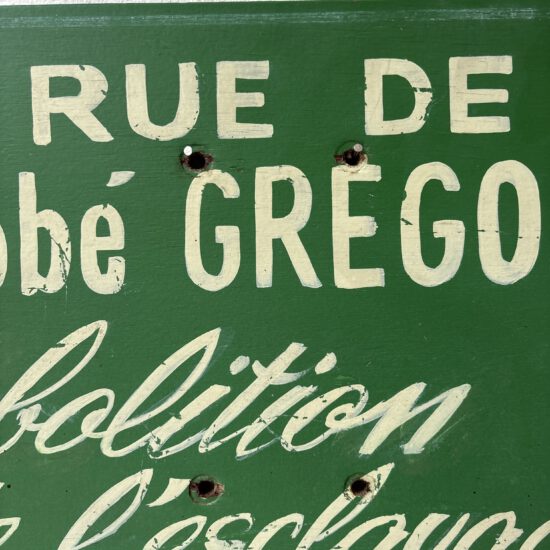 RUE DE
bbé GREGO
bolition
l'esclavag